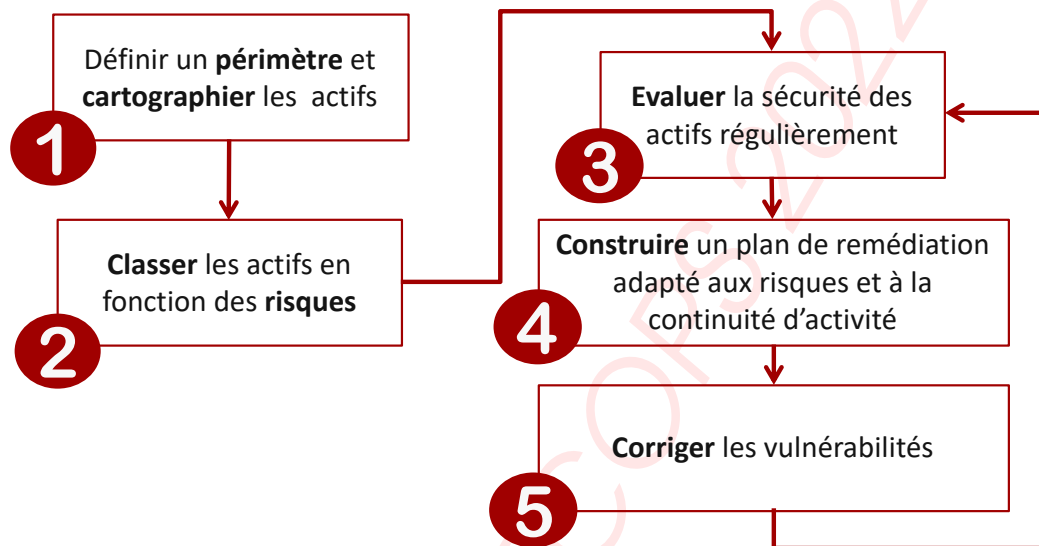 Définir un périmètre et
cartographier les actifs
1
Classer les actifs en
fonction des risques
2
Evaluer la sécurité des
actifs régulièrement
3
Construire un plan de remédiation
adapté aux risques et à la
continuité d'activité
4
Corriger les vulnérabilités
5
COPS 2022